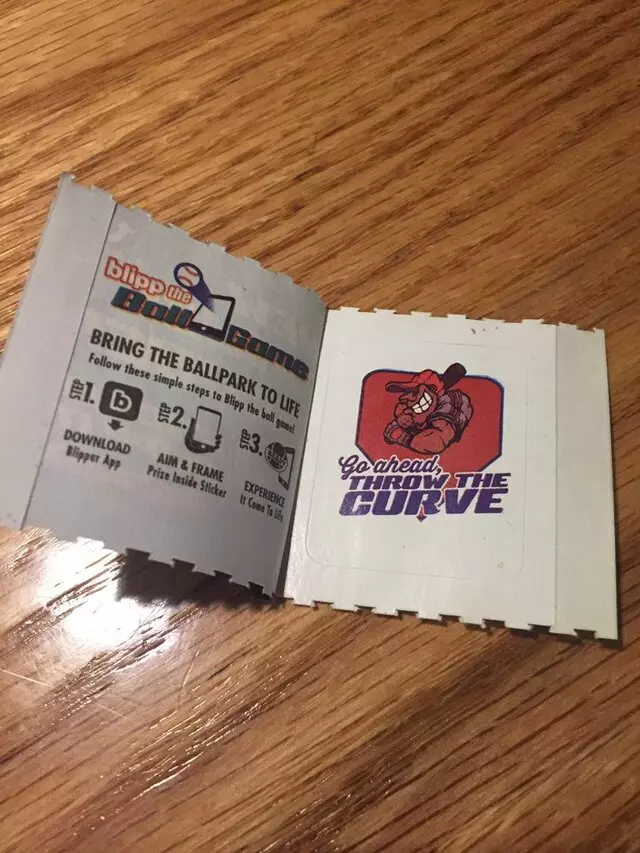 blipp the
Ball Game
BRING THE BALLPARK TO LIFE
Follow these simple steps to Blipp the ball game!
STEP 1.
b
DOWNLOAD
Blippar App
STEP 2.
AIM & FRAME
Prize Inside Sticker
STEP 3.
EXPERIENCE
It Come To Life
Go ahead,
THROW THE
CURVE